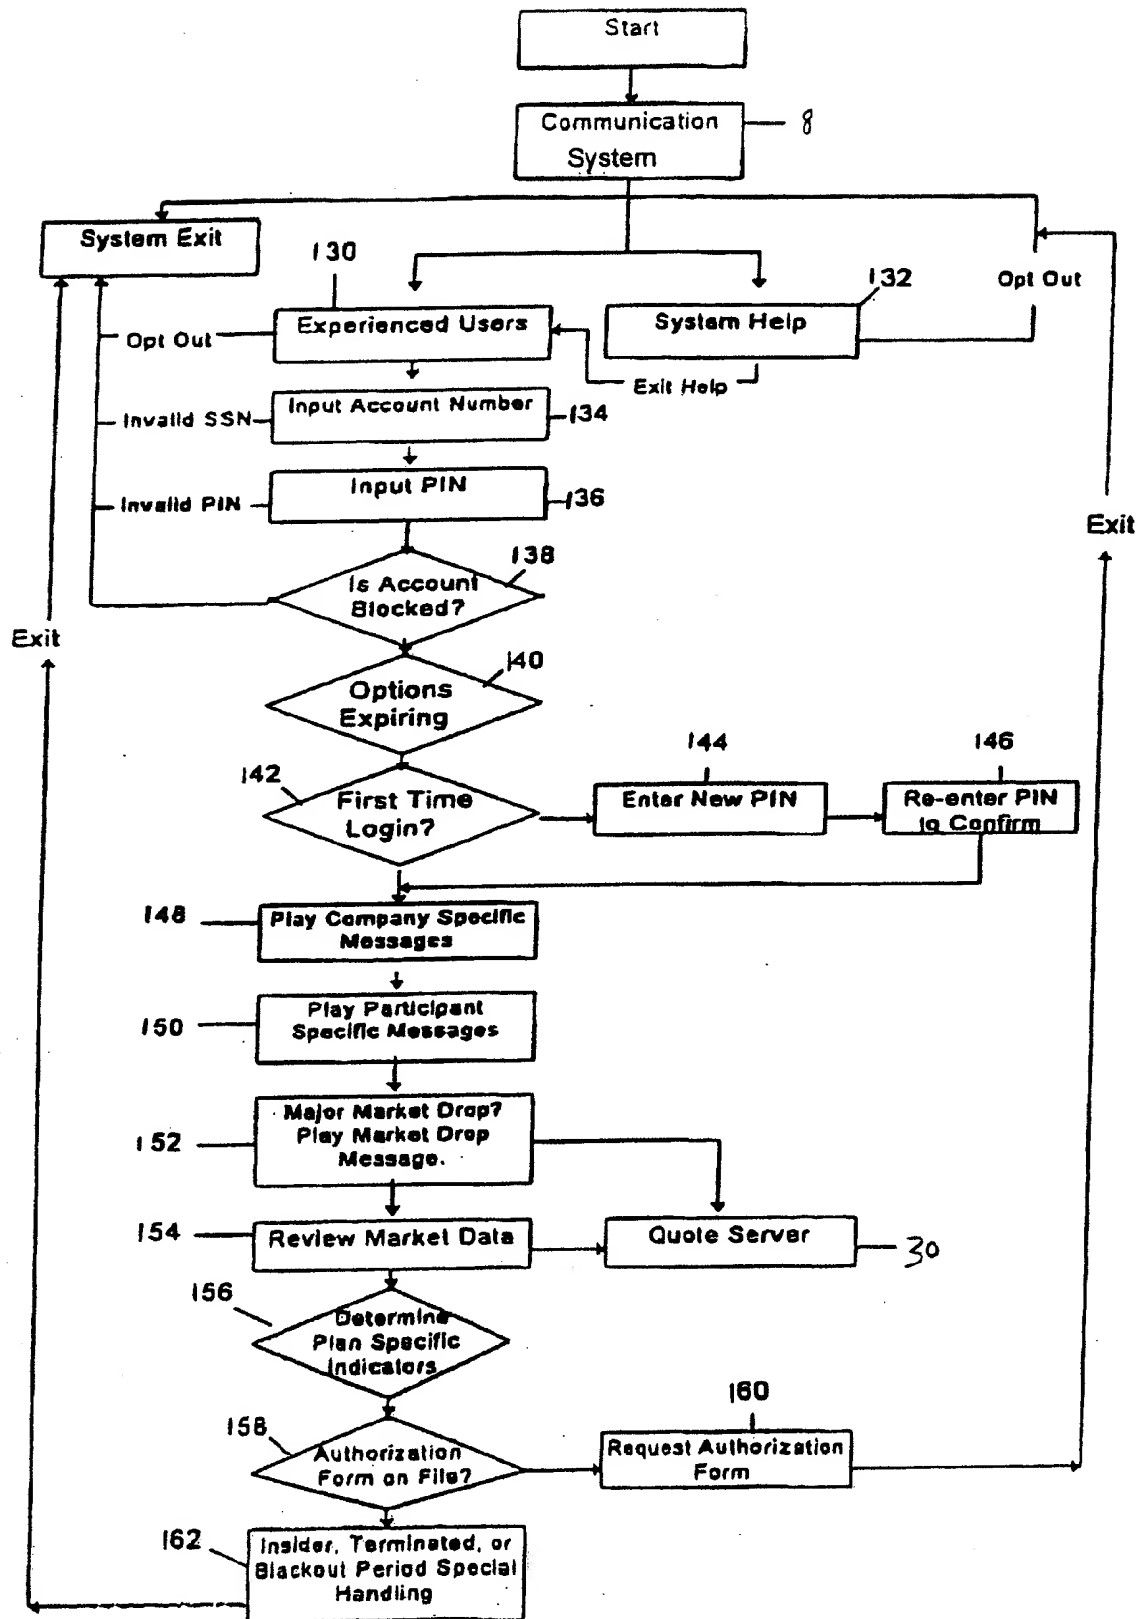 Start
Communication
System
8
System Exit
130
132
Opt Out
Experienced Users
System Help
Opt Out
Exit Help
Input Account Number
134
Invalid SSN
Input PIN
136
Invalid PIN
Exit
138
Is Account
Blocked?
Exit
140
Options
Expiring
142
144
146
First Time
Login?
Enter New PIN
Re-enter PIN
to Confirm
148
Play Company Specific
Messages
150
Play Participant
Specific Messages
152
Major Market Drop?
Play Market Drop
Message.
154
Review Market Data
Quote Server
30
156
Determine
Plan Specific
Indicators
158
160
Authorization
Form on File?
Request Authorization
Form
162
Insider, Terminated, or
Blackout Period Special
Handling